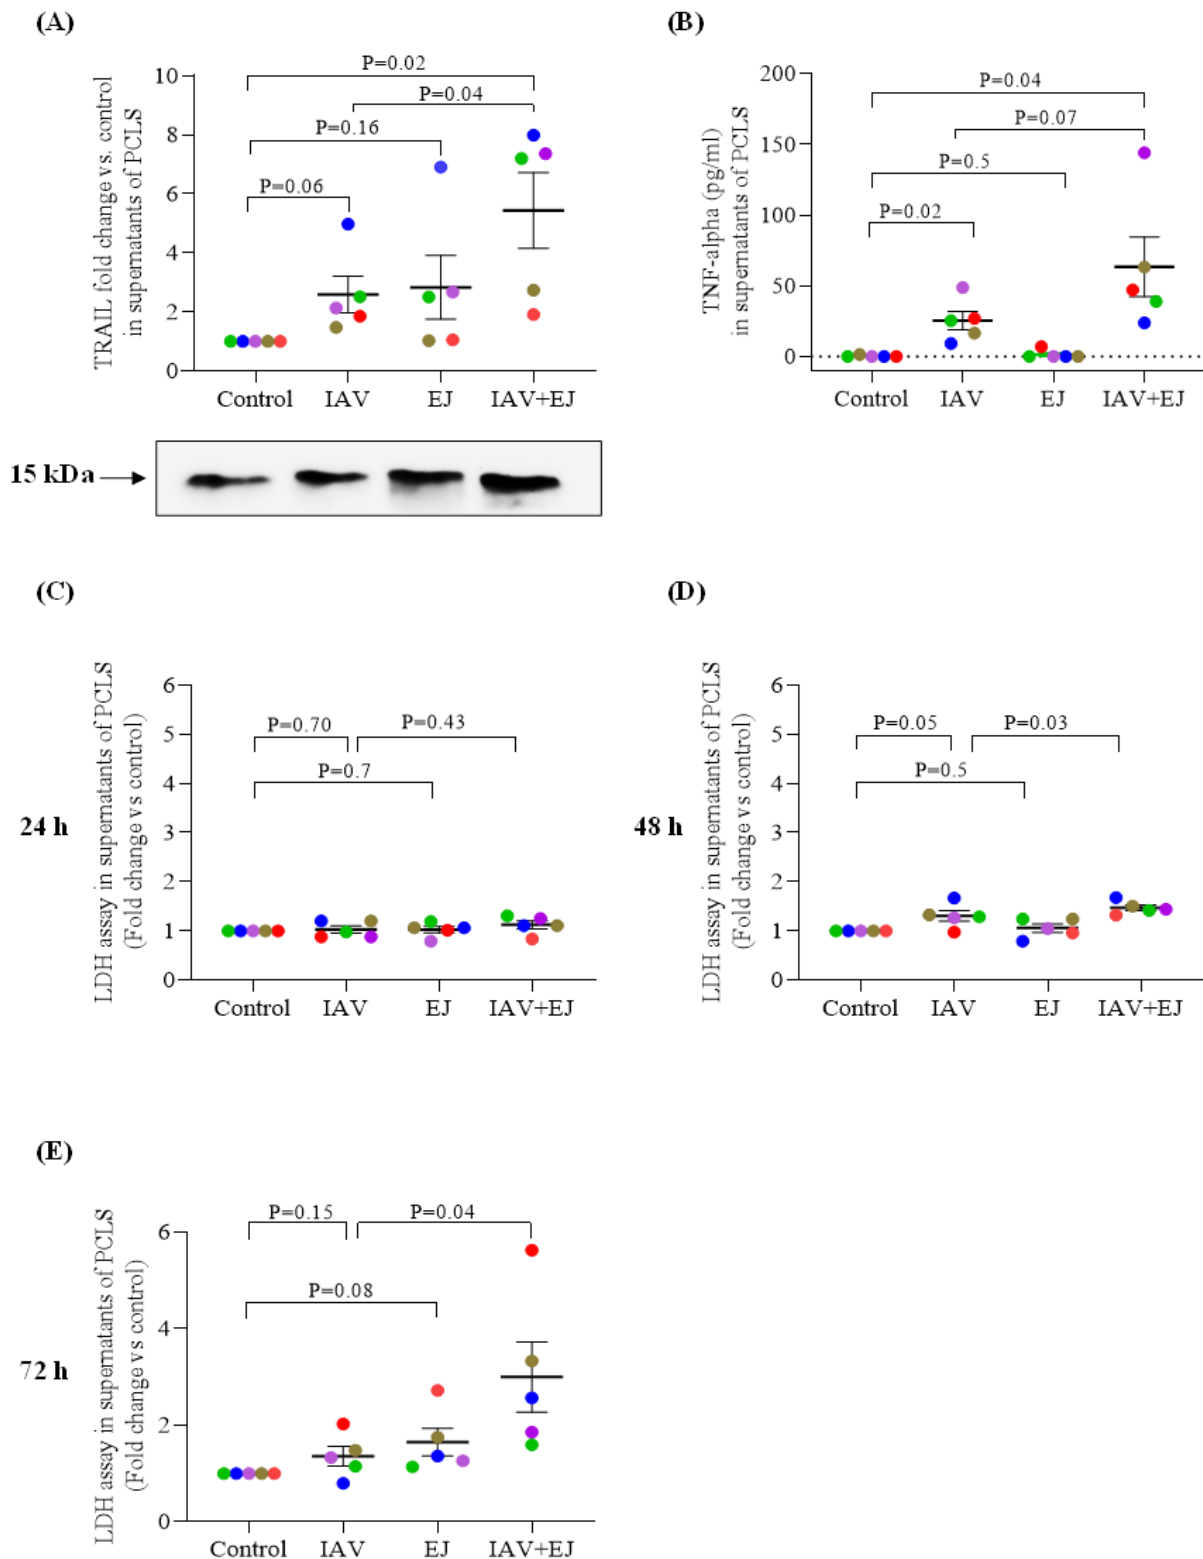 (A)
TRAIL fold change vs. control
in supernatants of PCLS
10
8
6
4
2
0
P=0.02
P=0.04
P=0.16
P=0.06
Control IAV EJ IAV+EJ
15 kDa
(B)
TNF-alpha (pg/ml)
in supernatants of PCLS
200
150
100
50
0
P=0.04
P=0.07
P=0.5
P=0.02
Control IAV EJ IAV+EJ
(C)
24 h
LDH assay in supernatants of PCLS
(Fold change vs control)
6
5
4
3
2
1
0
P=0.70
P=0.43
P=0.7
Control IAV EJ IAV+EJ
(D)
48 h
LDH assay in supernatants of PCLS
(Fold change vs control)
6
5
4
3
2
1
0
P=0.05
P=0.03
P=0.5
Control IAV EJ IAV+EJ
(E)
72 h
LDH assay in supernatants of PCLS
(Fold change vs control)
6
4
2
0
P=0.15
P=0.04
P=0.08
Control IAV EJ IAV+EJ